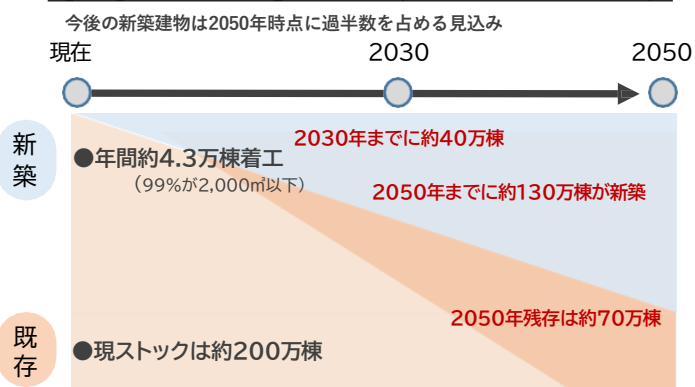 今後の新築建物は2050年時点に過半数を占める見込み
現在 2030 2050
新築
2030年までに約40万棟
●年間約4.3万棟着工
（99%が2,000㎡以下）
2050年までに約130万棟が新築
2050年残存は約70万棟
既存
●現ストックは約200万棟